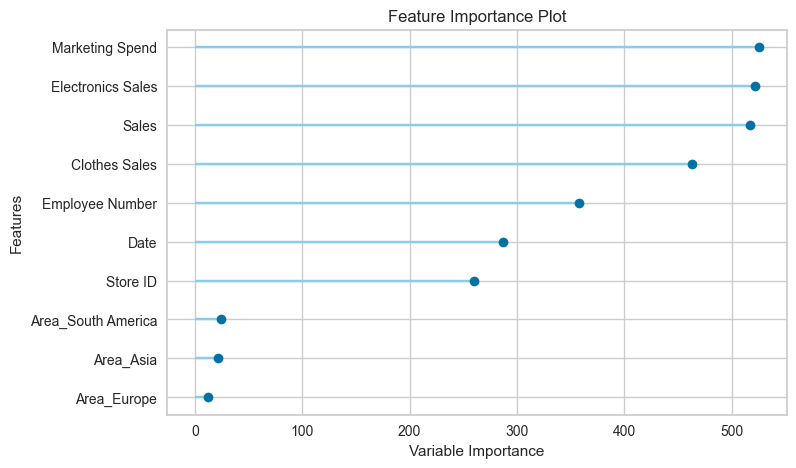 Feature Importance Plot
Marketing Spend
Electronics Sales
Sales
Clothes Sales
Employee Number
Date
Store ID
Area_South America
Area_Asia
Area_Europe
Features
0 100 200 300 400 500
Variable Importance